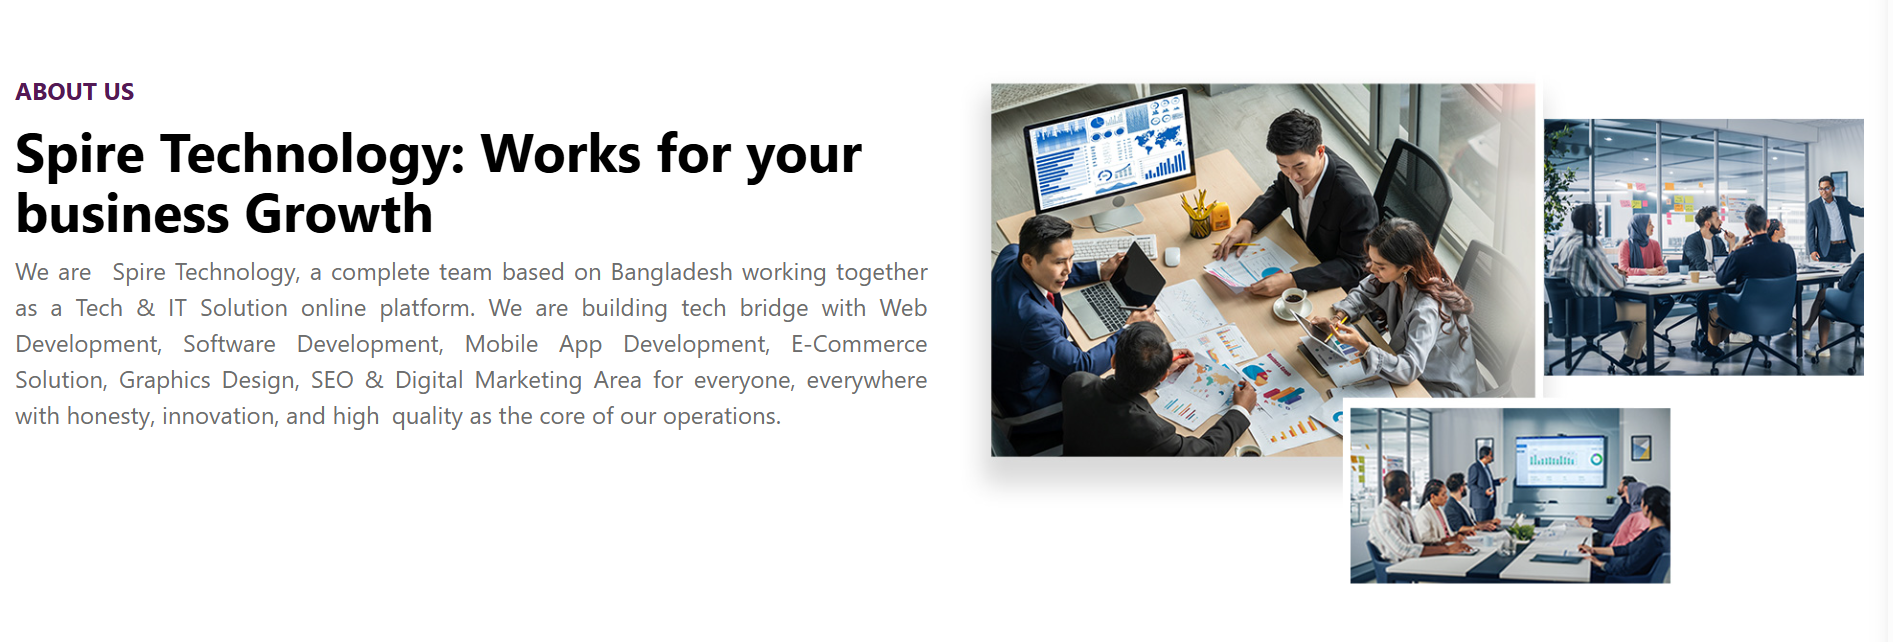 ABOUT US
Spire Technology: Works for your
business Growth
We are  Spire Technology, a complete team based on Bangladesh working together
as a Tech & IT Solution online platform. We are building tech bridge with Web
Development, Software Development, Mobile App Development, E-Commerce
Solution, Graphics Design, SEO & Digital Marketing Area for everyone, everywhere
with honesty, innovation, and high  quality as the core of our operations.